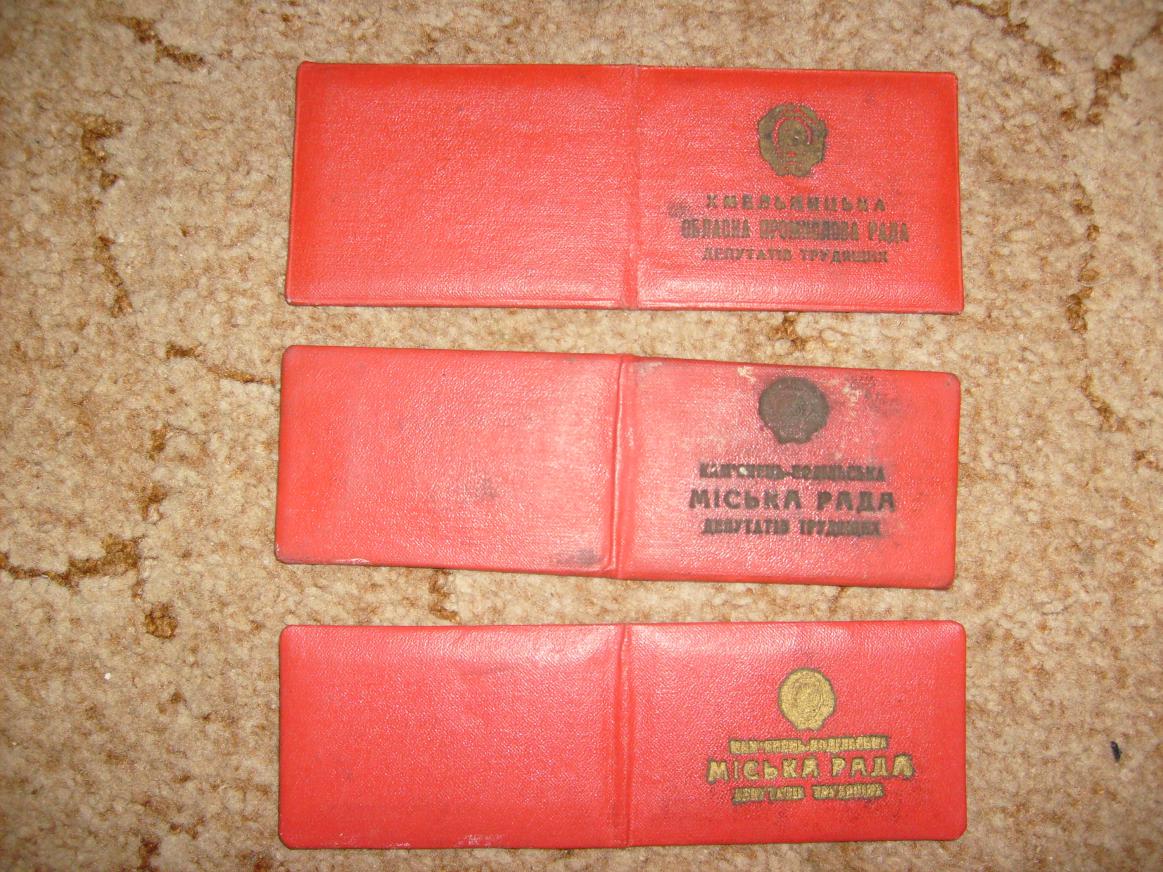 ХМЕЛЬНИЦЬКА
ОБЛАСНА ПРОМИСЛОВА РАДА
ДЕПУТАТІВ ТРУДЯЩИХ
КАМ'ЯНЕЦЬ-ПОДІЛЬСЬКА
МІСЬКА РАДА
ДЕПУТАТІВ ТРУДЯЩИХ
КАМ'ЯНЕЦЬ-ПОДІЛЬСЬКА
МІСЬКА РАДА
ДЕПУТАТІВ ТРУДЯЩИХ